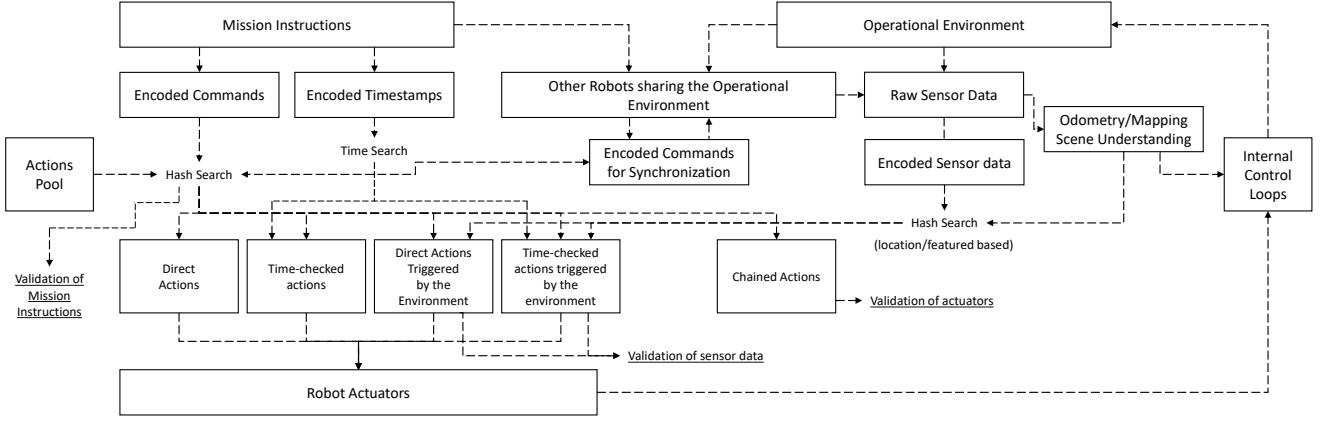 Mission Instructions
Operational Environment
Encoded Commands
Encoded Timestamps
Other Robots sharing the Operational
Environment
Raw Sensor Data
Odometry/Mapping
Scene Understanding
Actions
Pool
Time Search
Hash Search
Encoded Commands
for Synchronization
Encoded Sensor data
Internal
Control
Loops
Hash Search
(location/featured based)
Validation of
Mission
Instructions
Direct
Actions
Time-checked
actions
Direct Actions
Triggered
by the
Environment
Time-checked
actions triggered
by the
environment
Chained Actions
Validation of actuators
Validation of sensor data
Robot Actuators